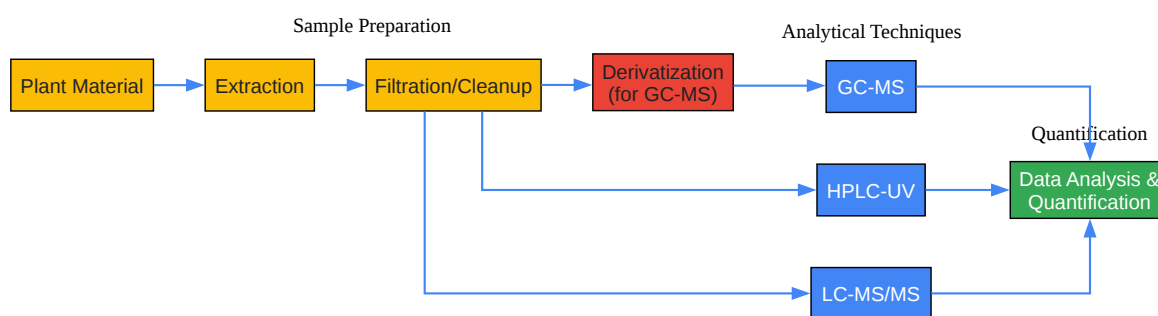 Sample Preparation
Analytical Techniques
Plant Material
Extraction
Filtration/Cleanup
Derivatization
(for GC-MS)
GC-MS
Quantification
HPLC-UV
Data Analysis &
Quantification
LC-MS/MS